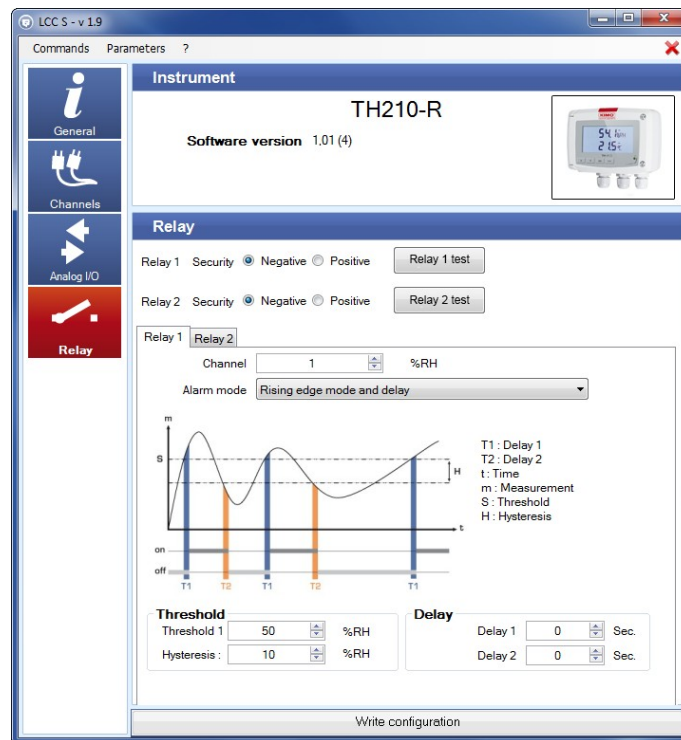 LCC S - v 1.9
Commands Parameters ?
General
Channels
Analog I/O
Relay
Instrument
TH210-R
Software version 1.01 (4)
54.1
21.5
Relay
Relay 1 Security Negative Positive Relay 1 test
Relay 2 Security Negative Positive Relay 2 test
Relay 1 Relay 2
Channel 1 %RH
Alarm mode Rising edge mode and delay
m
S
H
t
on
off
T1 T2 T1 T2 T1
T1 : Delay 1
T2 : Delay 2
t : Time
m : Measurement
S : Threshold
H : Hysteresis
Threshold
Threshold 1 50 %RH
Hysteresis : 10 %RH
Delay
Delay 1 0 Sec.
Delay 2 0 Sec.
Write configuration